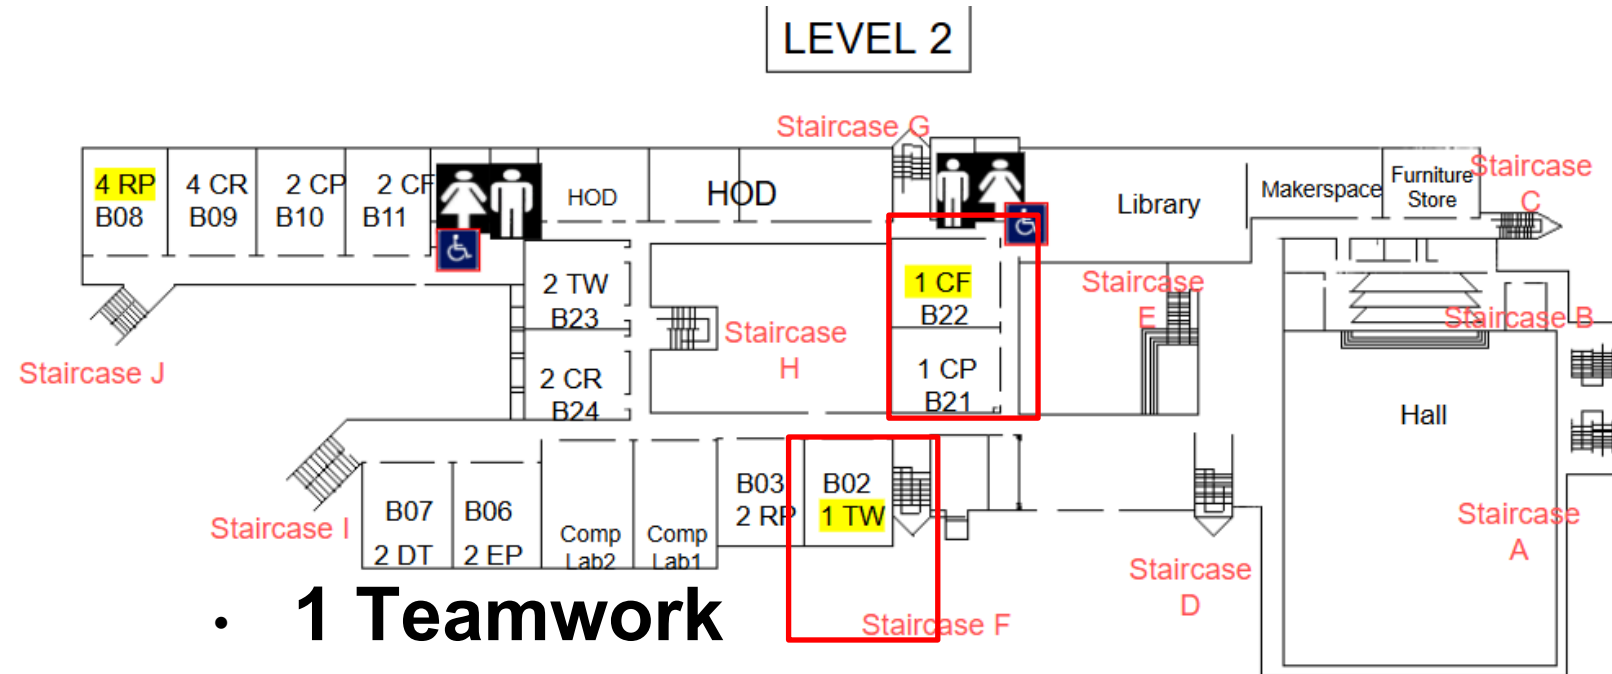 LEVEL 2
Staircase G
4 RP
B08
4 CR
B09
2 CP
B10
2 CF
B11
HOD
HOD
Library
Makerspace
Furniture
Store
Staircase
C
2 TW
B23
2 CR
B24
Staircase
H
1 CF
B22
1 CP
B21
Staircase
E
Staircase B
Hall
Staircase J
Staircase I
B07
2 DT
B06
2 EP
Comp
Lab2
Comp
Lab1
B03
2 RP
B02
1 TW
Staircase F
Staircase
D
Staircase
A
• 1 Teamwork